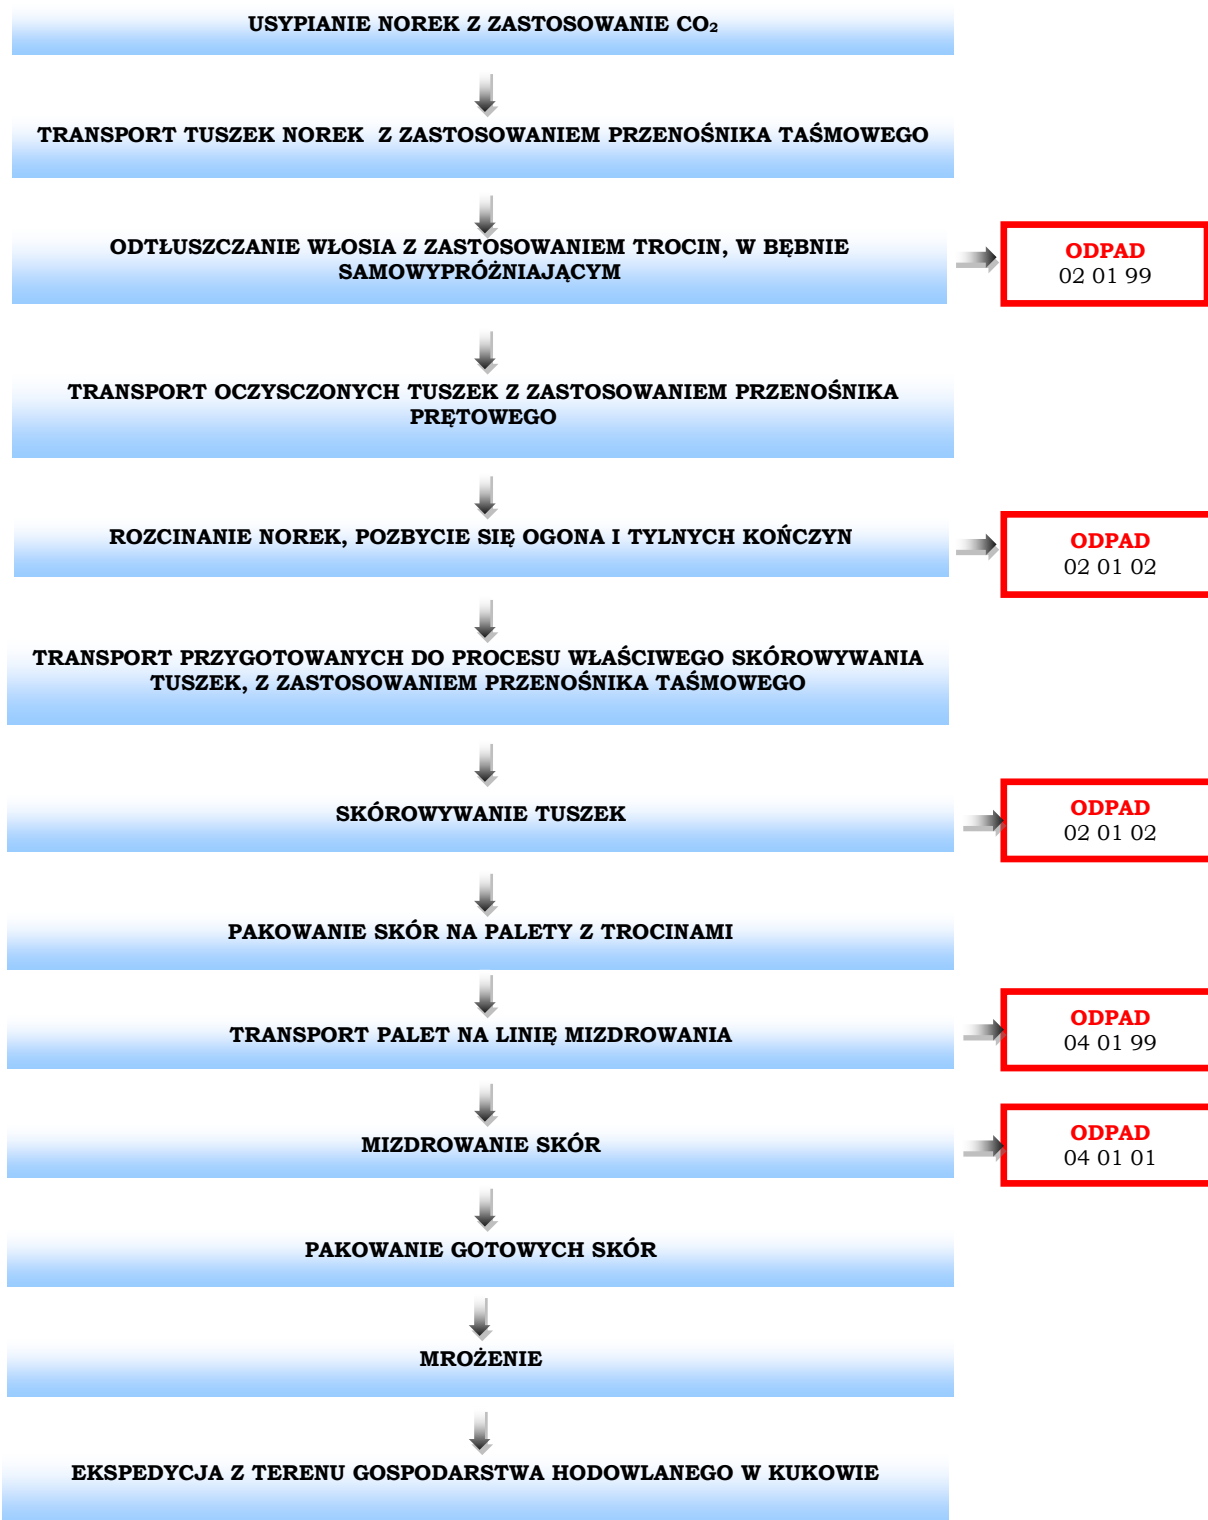 USYPIANIE NOREK Z ZASTOSOWANIE CO₂
TRANSPORT TUSZEK NOREK Z ZASTOSOWANIEM PRZENOŚNIKA TAŚMOWEGO
ODTŁUSZCZANIE WŁOSIA Z ZASTOSOWANIEM TROCIN, W BĘBNIE
SAMOWYPRÓŻNIAJĄCYM
ODPAD
02 01 99
TRANSPORT OCZYSCZONYCH TUSZEK Z ZASTOSOWANIEM PRZENOŚNIKA
PRĘTOWEGO
ROZCINANIE NOREK, POZBYCIE SIĘ OGONA I TYLNYCH KOŃCZYN
ODPAD
02 01 02
TRANSPORT PRZYGOTOWANYCH DO PROCESU WŁAŚCIWEGO SKÓROWYWANIA
TUSZEK, Z ZASTOSOWANIEM PRZENOŚNIKA TAŚMOWEGO
SKÓROWYWANIE TUSZEK
ODPAD
02 01 02
PAKOWANIE SKÓR NA PALETY Z TROCINAMI
TRANSPORT PALET NA LINIĘ MIZDROWANIA
ODPAD
04 01 99
MIZDROWANIE SKÓR
ODPAD
04 01 01
PAKOWANIE GOTOWYCH SKÓR
MROŻENIE
EKSPEDYCJA Z TERENU GOSPODARSTWA HODOWLANEGO W KUKOWIE